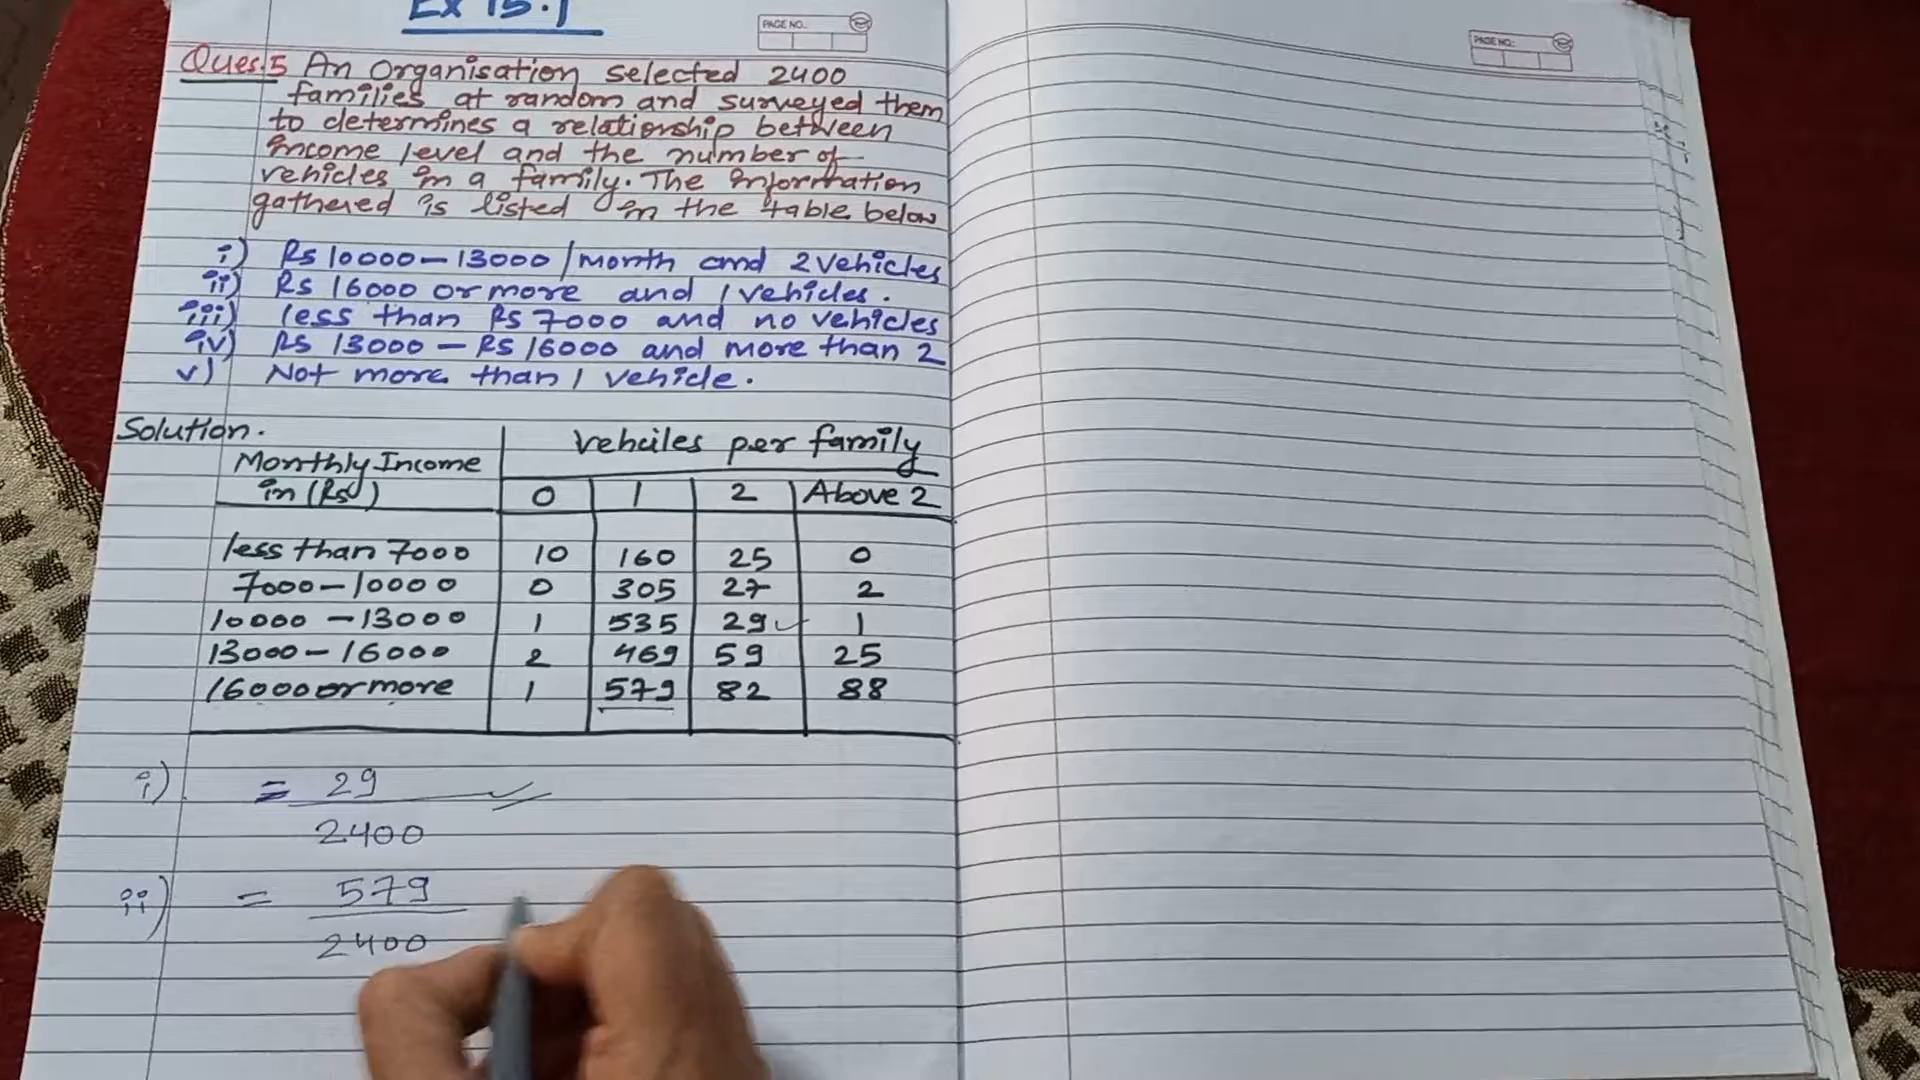 Ex 15.1
PAGE NO.
PAGE NO.
Ques.5 An Organisation selected 2400
families at random and surveyed them
to determines a relationship between
income level and the number of
vehicles in a family. The information
gathered is listed in the table below
i) Rs 10000-13000/month and 2 vehicles
ii) Rs 16000 or more and 1 vehicles.
iii) less than Rs 7000 and no vehicles
iv) Rs 13000 - Rs 16000 and more than 2
v) Not more than 1 vehicle.
Solution.
vehciles per family
Monthly Income
in (Rs) 0 1 2 Above 2
less than 7000 10 160 25 0
7000-10000 0 305 27 2
10000-13000 1 535 29 1
13000-16000 2 469 59 25
16000 or more 1 579 82 88
i) = 29
2400
ii) = 579
2400